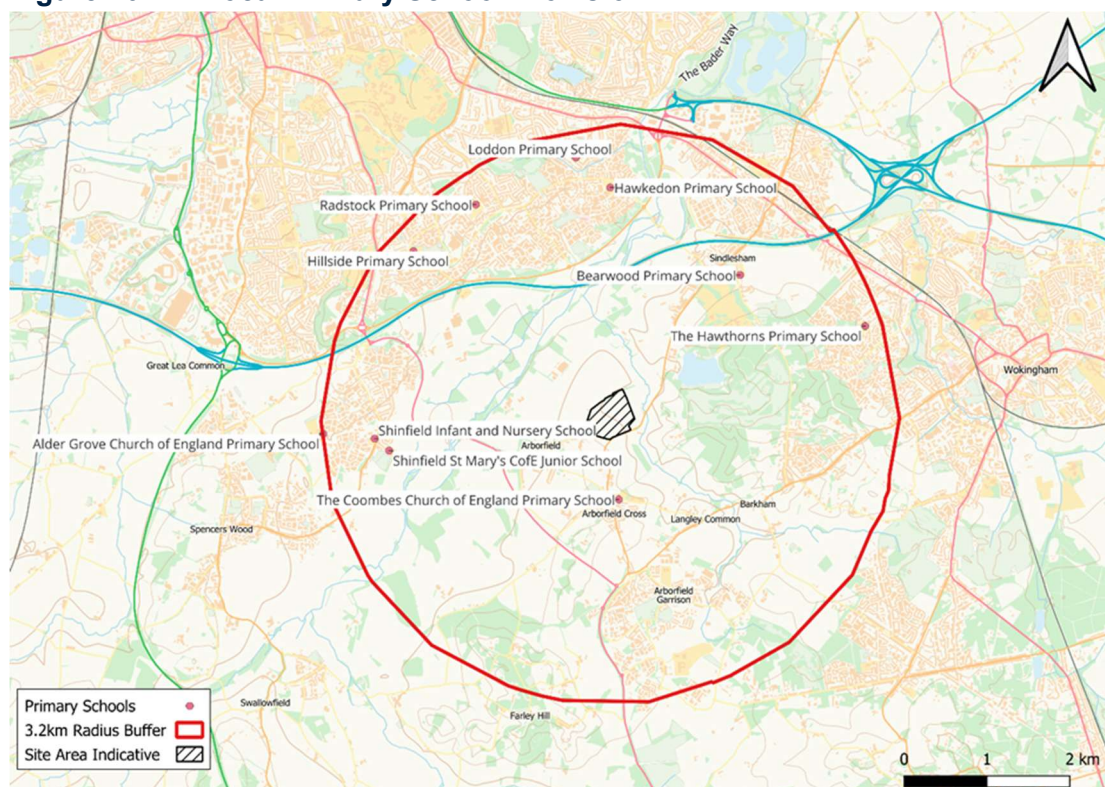 The Bader Way
Loddon Primary School
Hawkedon Primary School
Radstock Primary School
Hillside Primary School
Sindlesham
Bearwood Primary School
The Hawthorns Primary School
Great Lea Common
Wokingham
Shinfield Infant and Nursery School
Alder Grove Church of England Primary School
Arborfield
Shinfield St Mary's CofE Junior School
The Coombes Church of England Primary School
Arborfield Cross
Barkham
Langley Common
Spencers Wood
Arborfield
Garrison
Swallowfield
Farley Hill
Primary Schools
3.2km Radius Buffer
Site Area Indicative
0 1 2 km